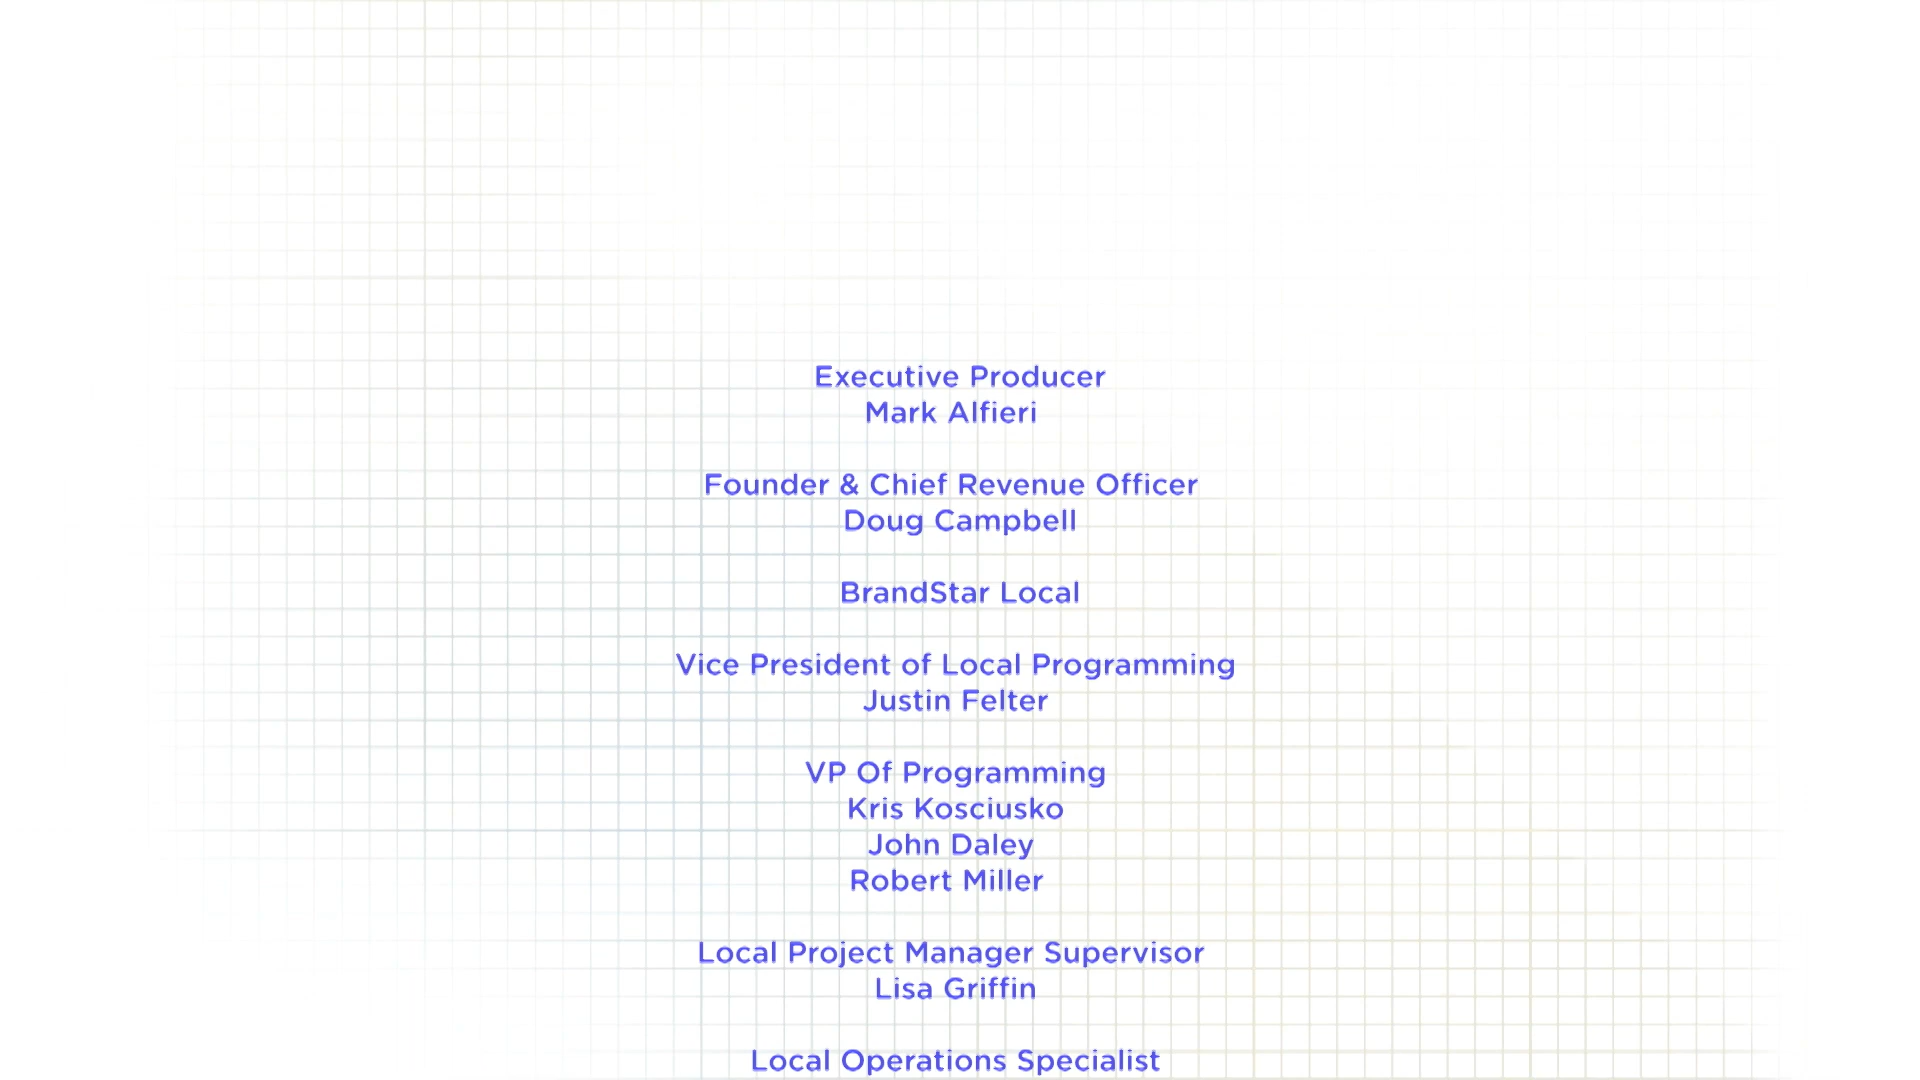 Executive Producer
Mark Alfieri
Founder & Chief Revenue Officer
Doug Campbell
BrandStar Local
Vice President of Local Programming
Justin Felter
VP Of Programming
Kris Kosciusko
John Daley
Robert Miller
Local Project Manager Supervisor
Lisa Griffin
Local Operations Specialist